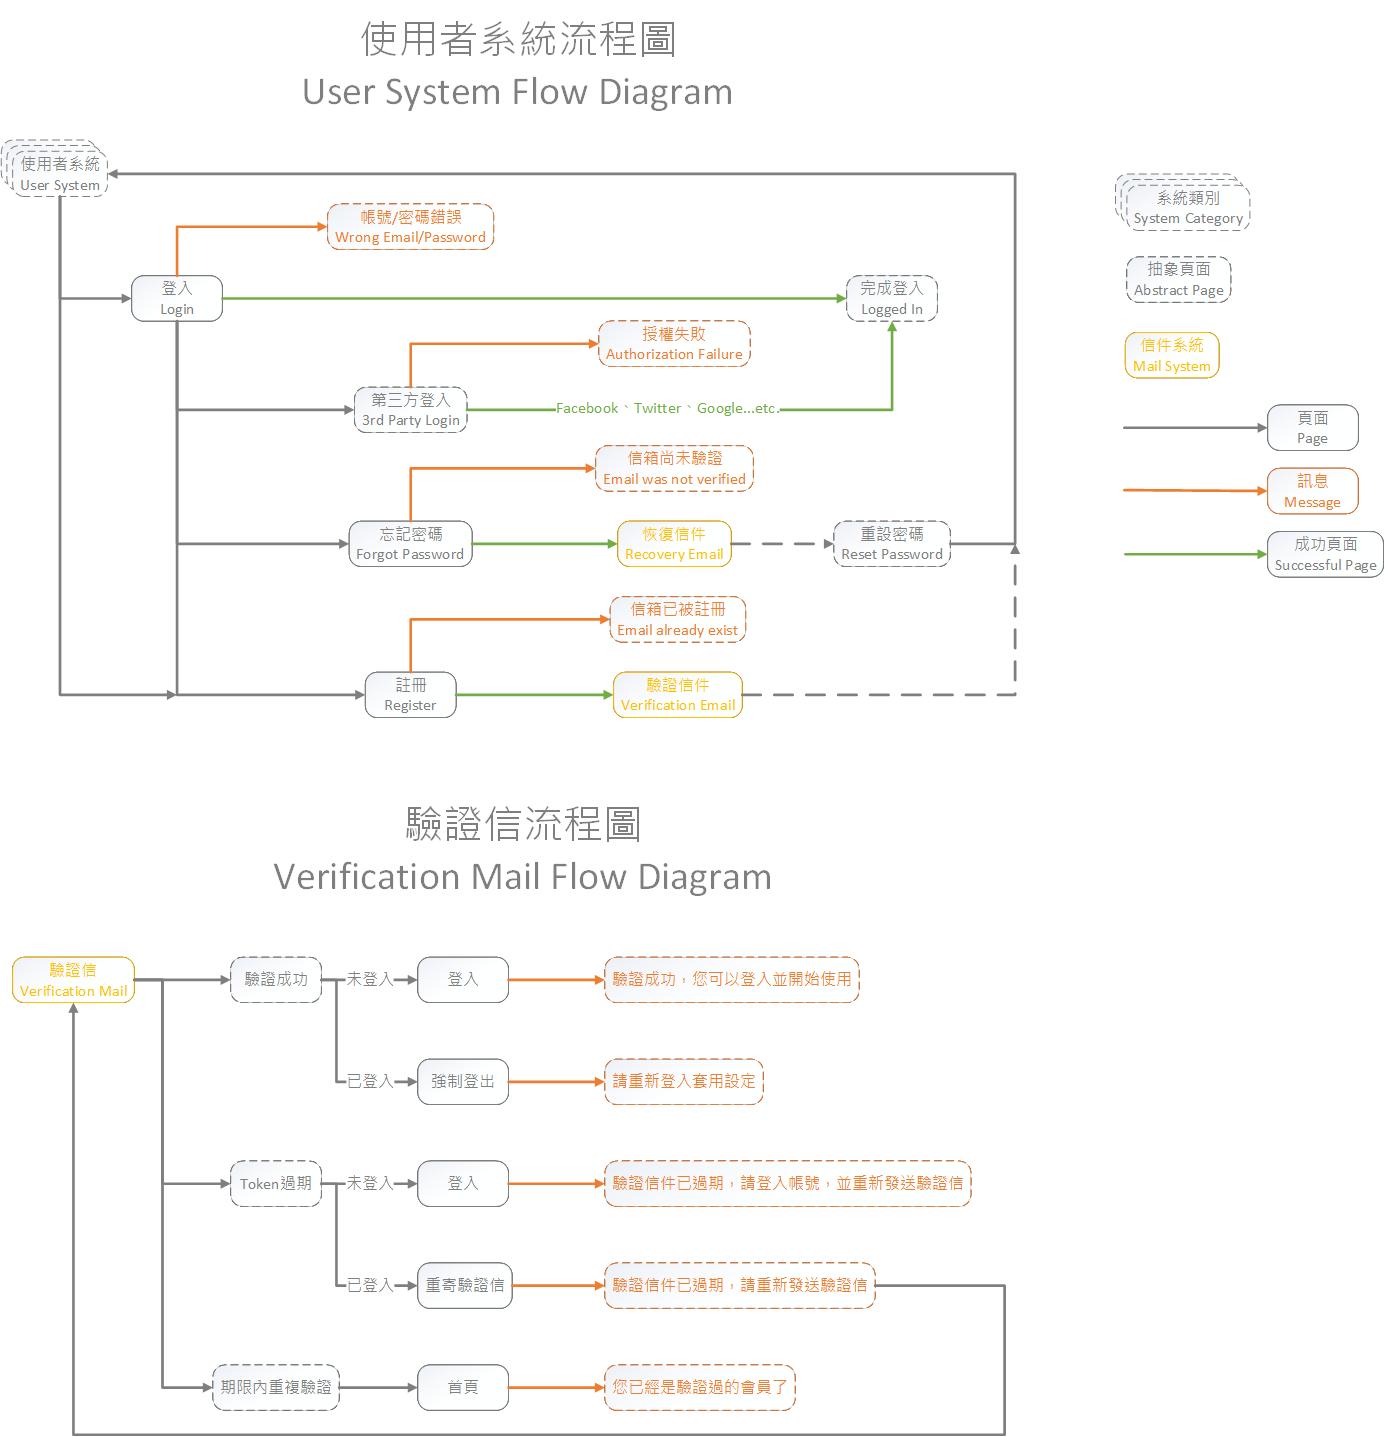 使用者系統流程圖
User System Flow Diagram
使用者系統
User System
帳號/密碼錯誤
Wrong Email/Password
登入
Login
完成登入
Logged In
授權失敗
Authorization Failure
第三方登入
3rd Party Login
Facebook、Twitter、Google...etc.
信箱尚未驗證
Email was not verified
忘記密碼
Forgot Password
恢復信件
Recovery Email
重設密碼
Reset Password
信箱已被註冊
Email already exist
註冊
Register
驗證信件
Verification Email
系統類別
System Category
抽象頁面
Abstract Page
信件系統
Mail System
頁面
Page
訊息
Message
成功頁面
Successful Page
驗證信流程圖
Verification Mail Flow Diagram
驗證信
Verification Mail
驗證成功
未登入
登入
驗證成功，您可以登入並開始使用
已登入
強制登出
請重新登入套用設定
Token過期
未登入
登入
驗證信件已過期，請登入帳號，並重新發送驗證信
已登入
重寄驗證信
驗證信件已過期，請重新發送驗證信
期限內重複驗證
首頁
您已經是驗證過的會員了